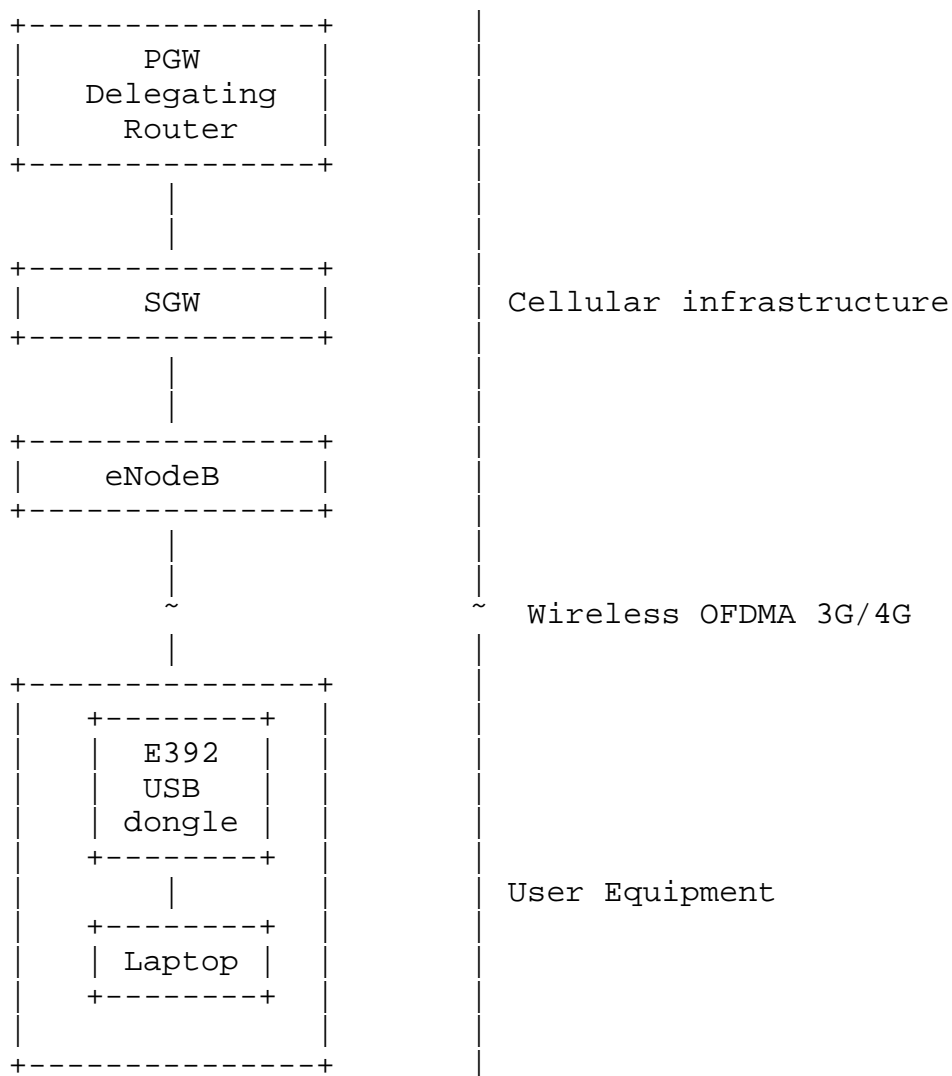 PGW
Delegating
Router
SGW
Cellular infrastructure
eNodeB
Wireless OFDMA 3G/4G
E392
USB
dongle
User Equipment
Laptop